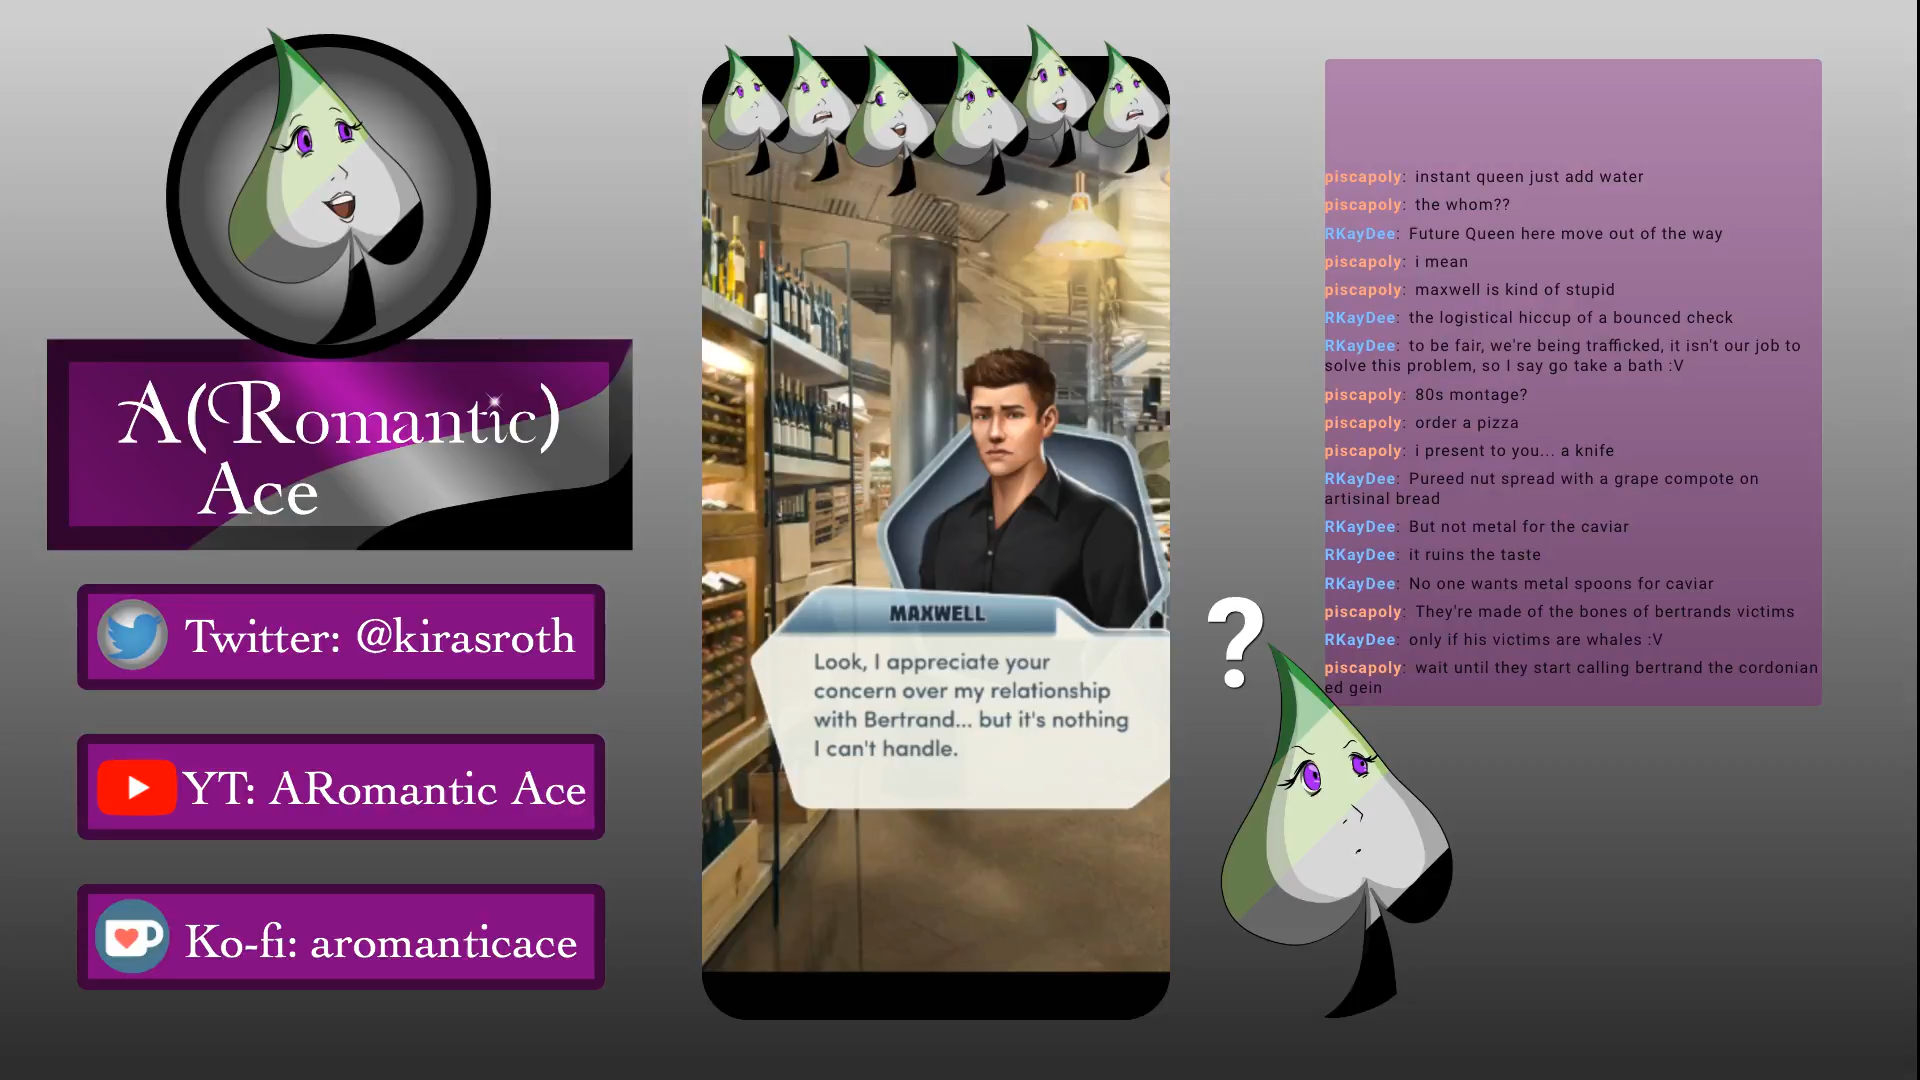 A(Romantic)
Ace
Twitter: @kirasroth
YT: ARomantic Ace
Ko-fi: aromanticace
MAXWELL
Look, I appreciate your
concern over my relationship
with Bertrand... but it's nothing
I can't handle.
?
piscapoly: instant queen just add water
piscapoly: the whom??
RKayDee: Future Queen here move out of the way
piscapoly: i mean
piscapoly: maxwell is kind of stupid
RKayDee: the logistical hiccup of a bounced check
RKayDee: to be fair, we're being trafficked, it isn't our job to
solve this problem, so I say go take a bath :V
piscapoly: 80s montage?
piscapoly: order a pizza
piscapoly: i present to you... a knife
RKayDee: Pureed nut spread with a grape compote on
artisinal bread
RKayDee: But not metal for the caviar
RKayDee: it ruins the taste
RKayDee: No one wants metal spoons for caviar
piscapoly: They're made of the bones of bertrands victims
RKayDee: only if his victims are whales :V
piscapoly: wait until they start calling bertrand the cordonian
ed gein